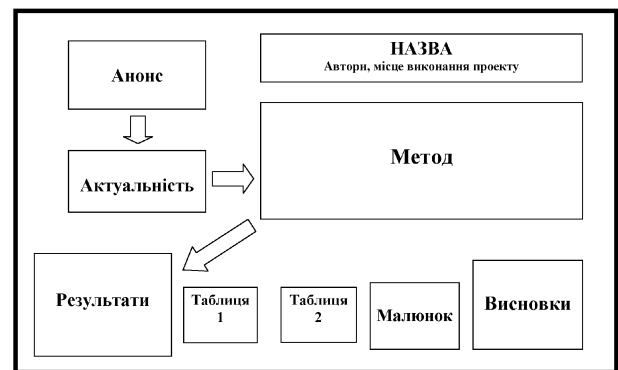 НАЗВА
Автори, місце виконання проекту
Анонс
Актуальність
Метод
Результати
Таблиця
1
Таблиця
2
Малюнок
Висновки